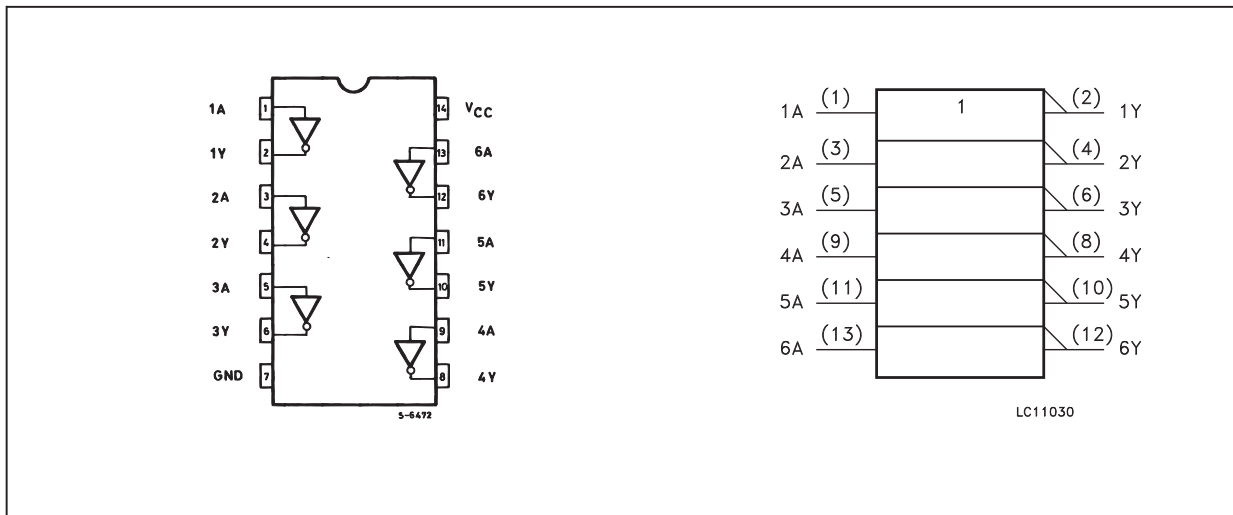 1A 1 14 VCC
1Y 2 13 6A
2A 3 12 6Y
2Y 4 11 5A
3A 5 10 5Y
3Y 6 9 4A
GND 7 8 4Y
S-6472
1A (1) 1 (2) 1Y
2A (3) (4) 2Y
3A (5) (6) 3Y
4A (9) (8) 4Y
5A (11) (10) 5Y
6A (13) (12) 6Y
LC11030